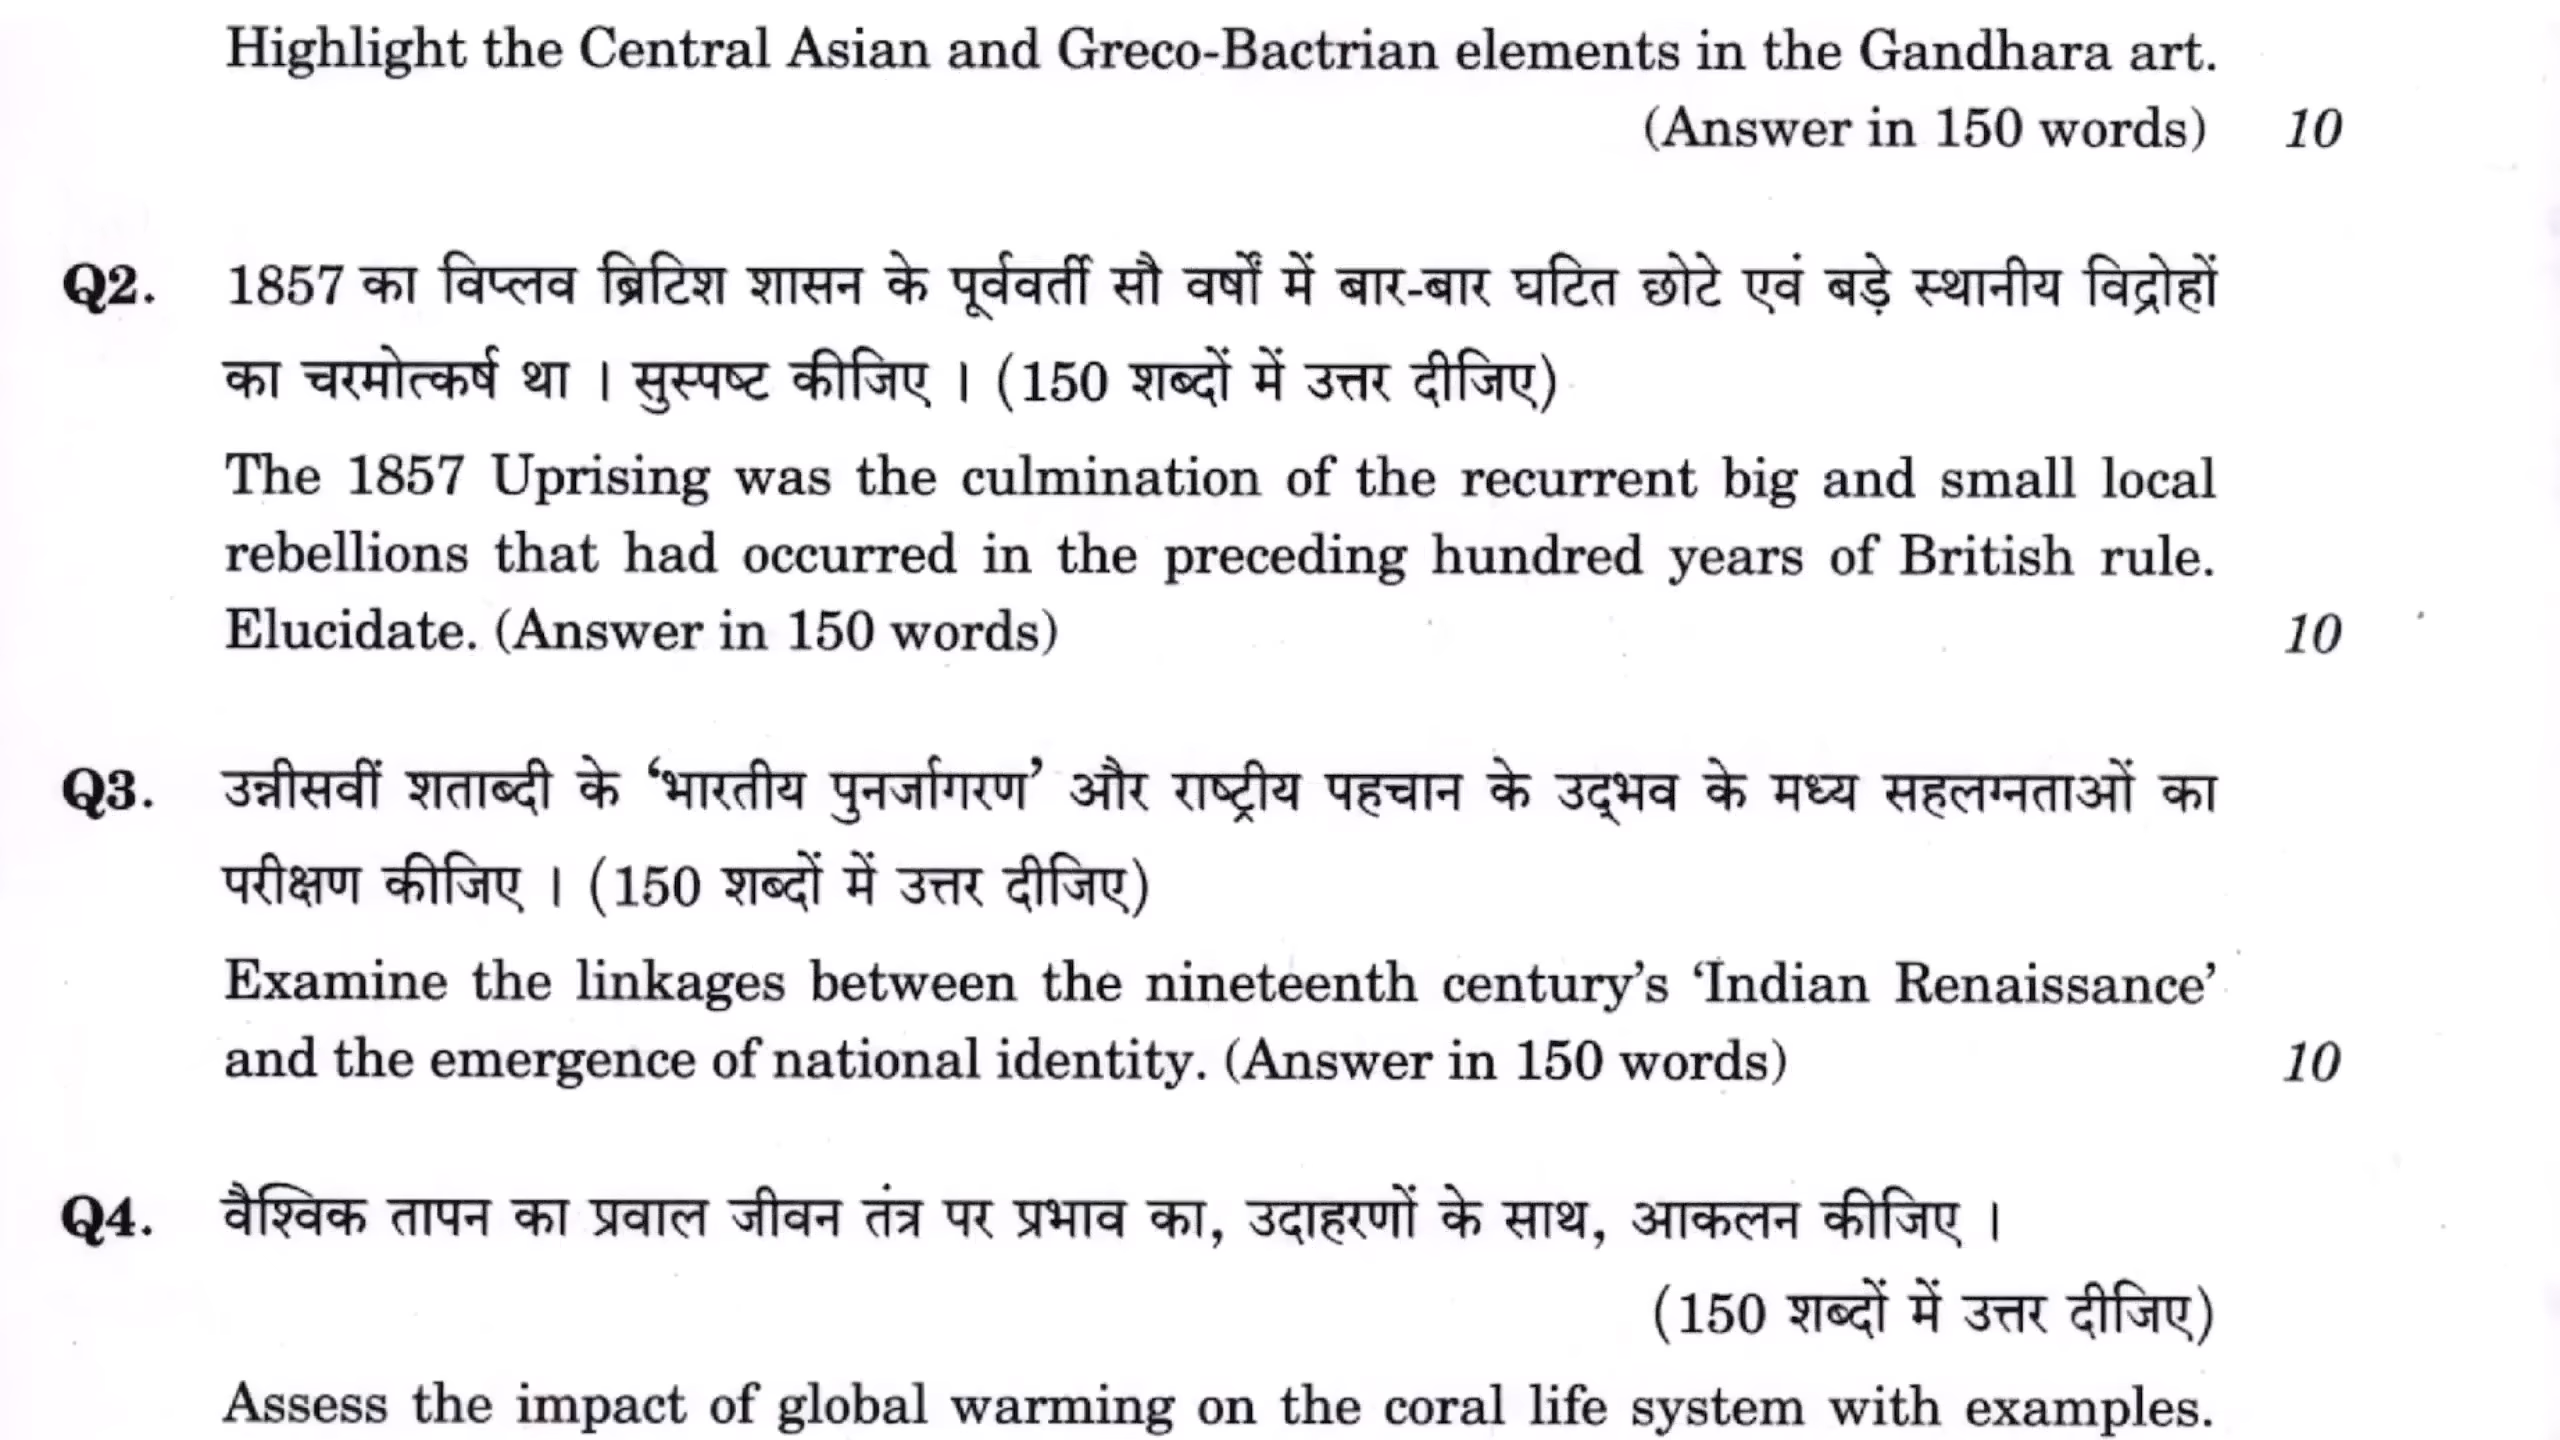 Highlight the Central Asian and Greco-Bactrian elements in the Gandhara art.
(Answer in 150 words) 10
Q2. 1857 का विप्लव ब्रिटिश शासन के पूर्ववर्ती सौ वर्षों में बार-बार घटित छोटे एवं बड़े स्थानीय विद्रोहों
का चरमोत्कर्ष था । सुस्पष्ट कीजिए । (150 शब्दों में उत्तर दीजिए)
The 1857 Uprising was the culmination of the recurrent big and small local
rebellions that had occurred in the preceding hundred years of British rule.
Elucidate. (Answer in 150 words) 10
Q3. उन्नीसवीं शताब्दी के ‘भारतीय पुनर्जागरण’ और राष्ट्रीय पहचान के उद्‌भव के मध्य सहलग्नताओं का
परीक्षण कीजिए । (150 शब्दों में उत्तर दीजिए)
Examine the linkages between the nineteenth century’s ‘Indian Renaissance’
and the emergence of national identity. (Answer in 150 words) 10
Q4. वैश्विक तापन का प्रवाल जीवन तंत्र पर प्रभाव का, उदाहरणों के साथ, आकलन कीजिए ।
(150 शब्दों में उत्तर दीजिए)
Assess the impact of global warming on the coral life system with examples.